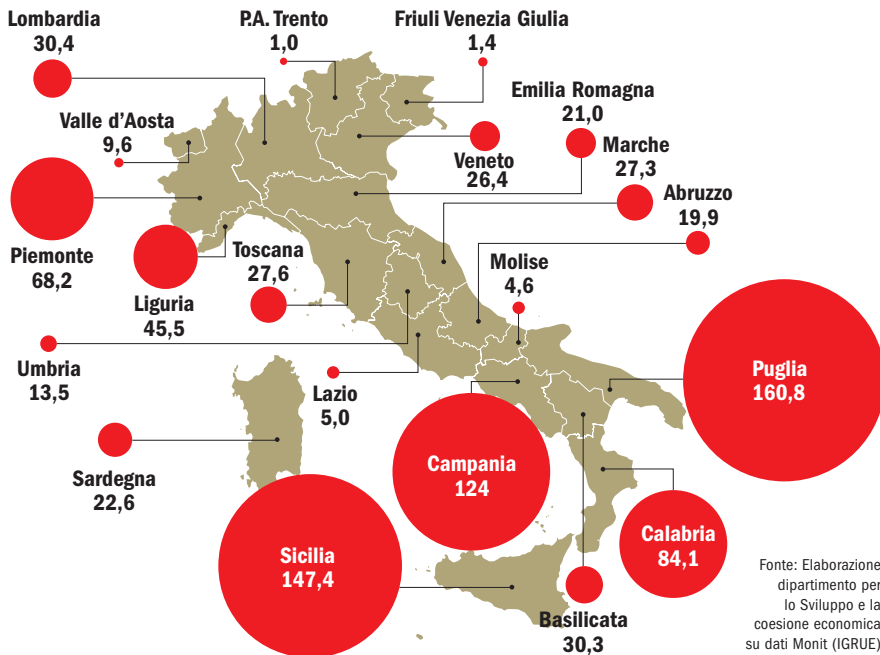 Lombardia
30,4
P.A. Trento
1,0
Friuli Venezia Giulia
1,4
Emilia Romagna
21,0
Valle d'Aosta
9,6
Veneto
26,4
Marche
27,3
Abruzzo
19,9
Piemonte
68,2
Liguria
45,5
Toscana
27,6
Molise
4,6
Umbria
13,5
Lazio
5,0
Puglia
160,8
Sardegna
22,6
Campania
124
Sicilia
147,4
Calabria
84,1
Basilicata
30,3
Fonte: Elaborazione
dipartimento per
lo Sviluppo e la
coesione economica
su dati Monit (IGRUE)